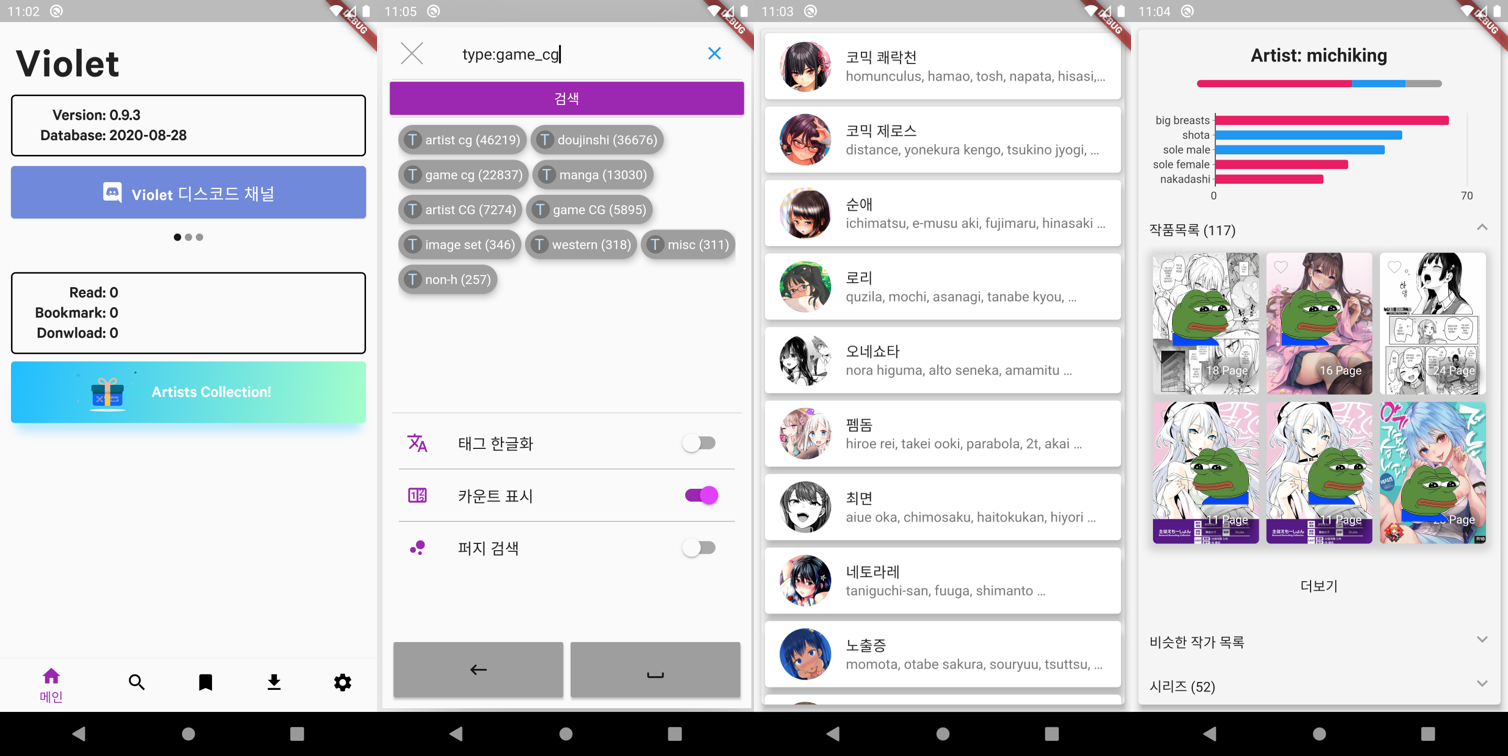 11:02
DEBUG
Violet
Version: 0.9.3
Database: 2020-08-28
Violet 디스코드 채널
Read: 0
Bookmark: 0
Donwload: 0
Artists Collection!
메인
11:05
DEBUG
type:game_cg
검색
T artist cg (46219) T doujinshi (36676)
T game cg (22837) T manga (13030)
T artist CG (7274) T game CG (5895)
T image set (346) T western (318) T misc (311)
T non-h (257)
태그 한글화
카운트 표시
퍼지 검색
11:03
DEBUG
코믹 쾌락천
homunculus, hamao, tosh, napata, hisasi,...
코믹 제로스
distance, yonekura kengo, tsukino jyogi, ...
순애
ichimatsu, e-musu aki, fujimaru, hinasaki ...
로리
quzila, mochi, asanagi, tanabe kyou, ...
오네쇼타
nora higuma, alto seneka, amamitu ...
펨돔
hiroe rei, takei ooki, parabola, 2t, akai ...
최면
aiue oka, chimosaku, haitokukan, hiyori ...
네토라레
taniguchi-san, fuuga, shimanto ...
노출증
momota, otabe sakura, souryuu, tsuttsu, ...
11:04
DEBUG
Artist: michiking
big breasts
shota
sole male
sole female
nakadashi
0 70
작품목록 (117)
18 Page 16 Page 24 Page
11 Page 11 Page Page
더보기
비슷한 작가 목록
시리즈 (52)